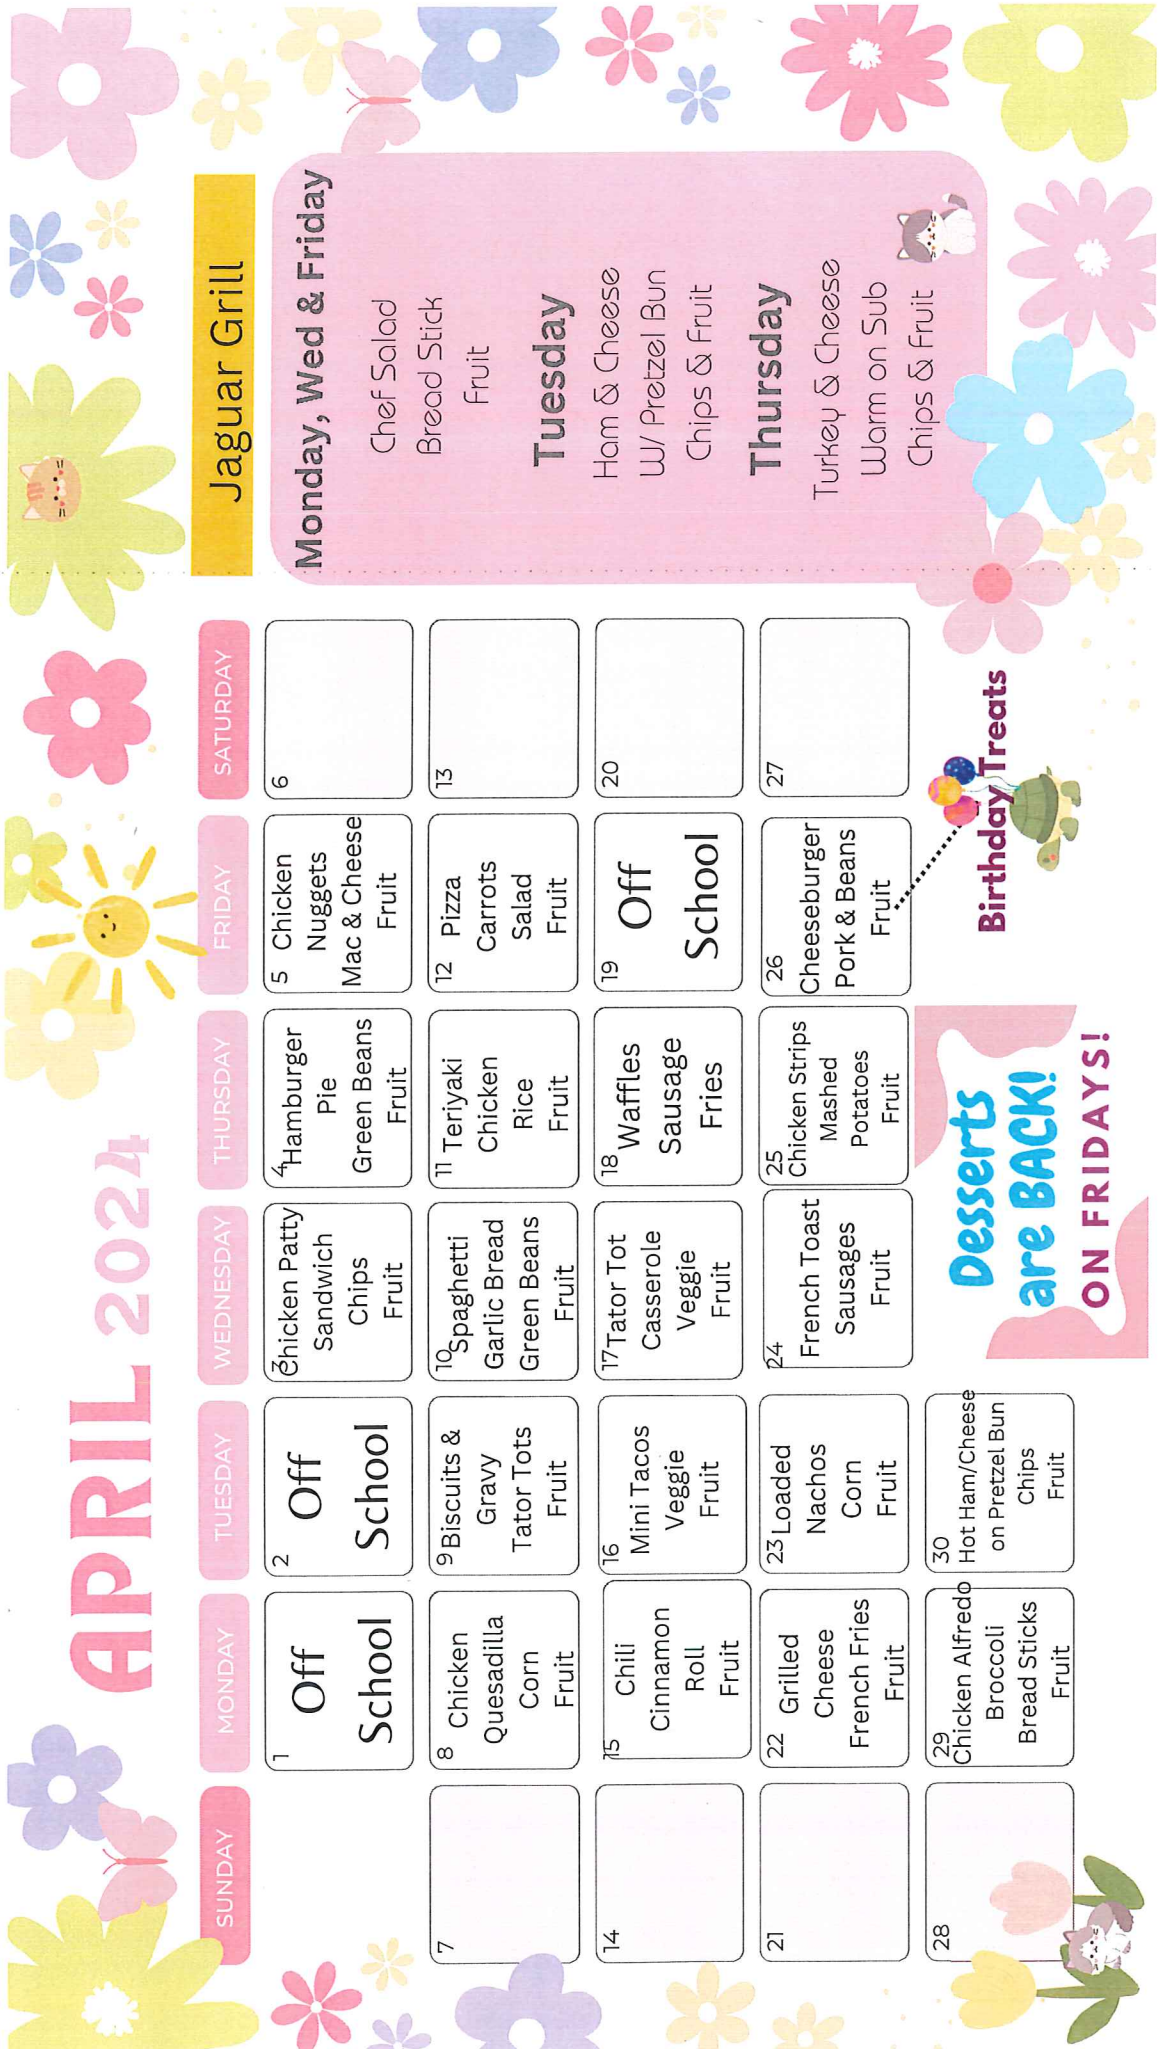 APRIL 2024
SUNDAY
MONDAY
TUESDAY
WEDNESDAY
THURSDAY
FRIDAY
SATURDAY
1
Off
School
2
Off
School
3
Chicken Patty
Sandwich
Chips
Fruit
4
Hamburger
Pie
Green Beans
Fruit
5 Chicken
Nuggets
Mac & Cheese
Fruit
6
7
8 Chicken
Quesadilla
Corn
Fruit
9 Biscuits &
Gravy
Tator Tots
Fruit
10
Spaghetti
Garlic Bread
Green Beans
Fruit
11 Teriyaki
Chicken
Rice
Fruit
12 Pizza
Carrots
Salad
Fruit
13
14
15 Chili
Cinnamon
Roll
Fruit
16
Mini Tacos
Veggie
Fruit
17 Tator Tot
Casserole
Veggie
Fruit
18 Waffles
Sausage
Fries
19 Off
School
20
21
22 Grilled
Cheese
French Fries
Fruit
23 Loaded
Nachos
Corn
Fruit
24
French Toast
Sausages
Fruit
25
Chicken Strips
Mashed
Potatoes
Fruit
26
Cheeseburger
Pork & Beans
Fruit
27
28
29
Chicken Alfredo
Broccoli
Bread Sticks
Fruit
30
Hot Ham/Cheese
on Pretzel Bun
Chips
Fruit
Desserts
are BACK!
ON FRIDAYS!
Birthday Treats
Jaguar Grill
Monday, Wed & Friday
Chef Salad
Bread Stick
Fruit
Tuesday
Ham & Cheese
W/ Pretzel Bun
Chips & Fruit
Thursday
Turkey & Cheese
Warm on Sub
Chips & Fruit